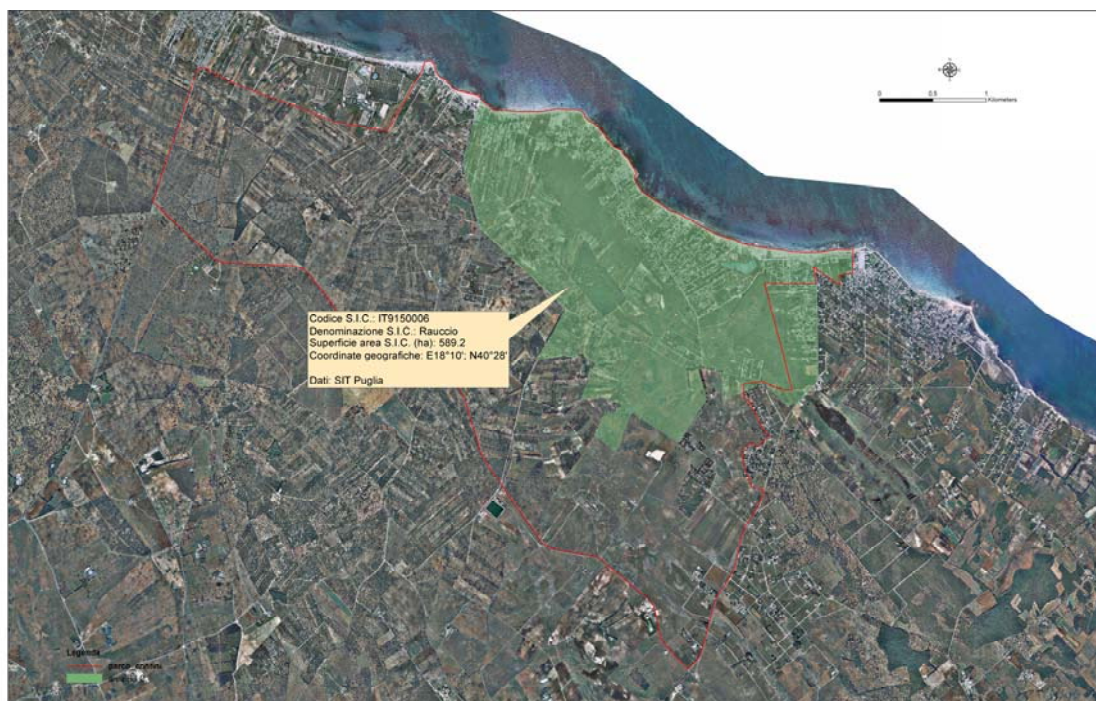 0 0.5 1
Kilometers
Codice S.I.C.: IT9150006
Denominazione S.I.C.: Rauccio
Superficie area S.I.C. (ha): 589.2
Coordinate geografiche: E18°10'; N40°28'
Dati: SIT Puglia
Legenda